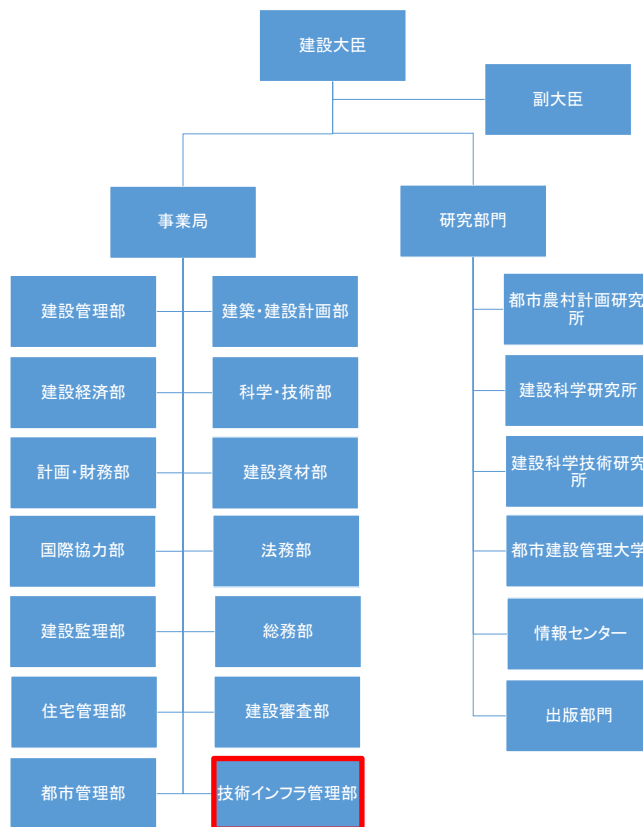 建設大臣
副大臣
事業局
研究部門
建設管理部
建築・建設計画部
建設経済部
科学・技術部
計画・財務部
建設資材部
国際協力部
法務部
建設監理部
総務部
住宅管理部
建設審査部
都市管理部
技術インフラ管理部
都市農村計画研究
所
建設科学研究所
建設科学技術研究
所
都市建設管理大学
情報センター
出版部門